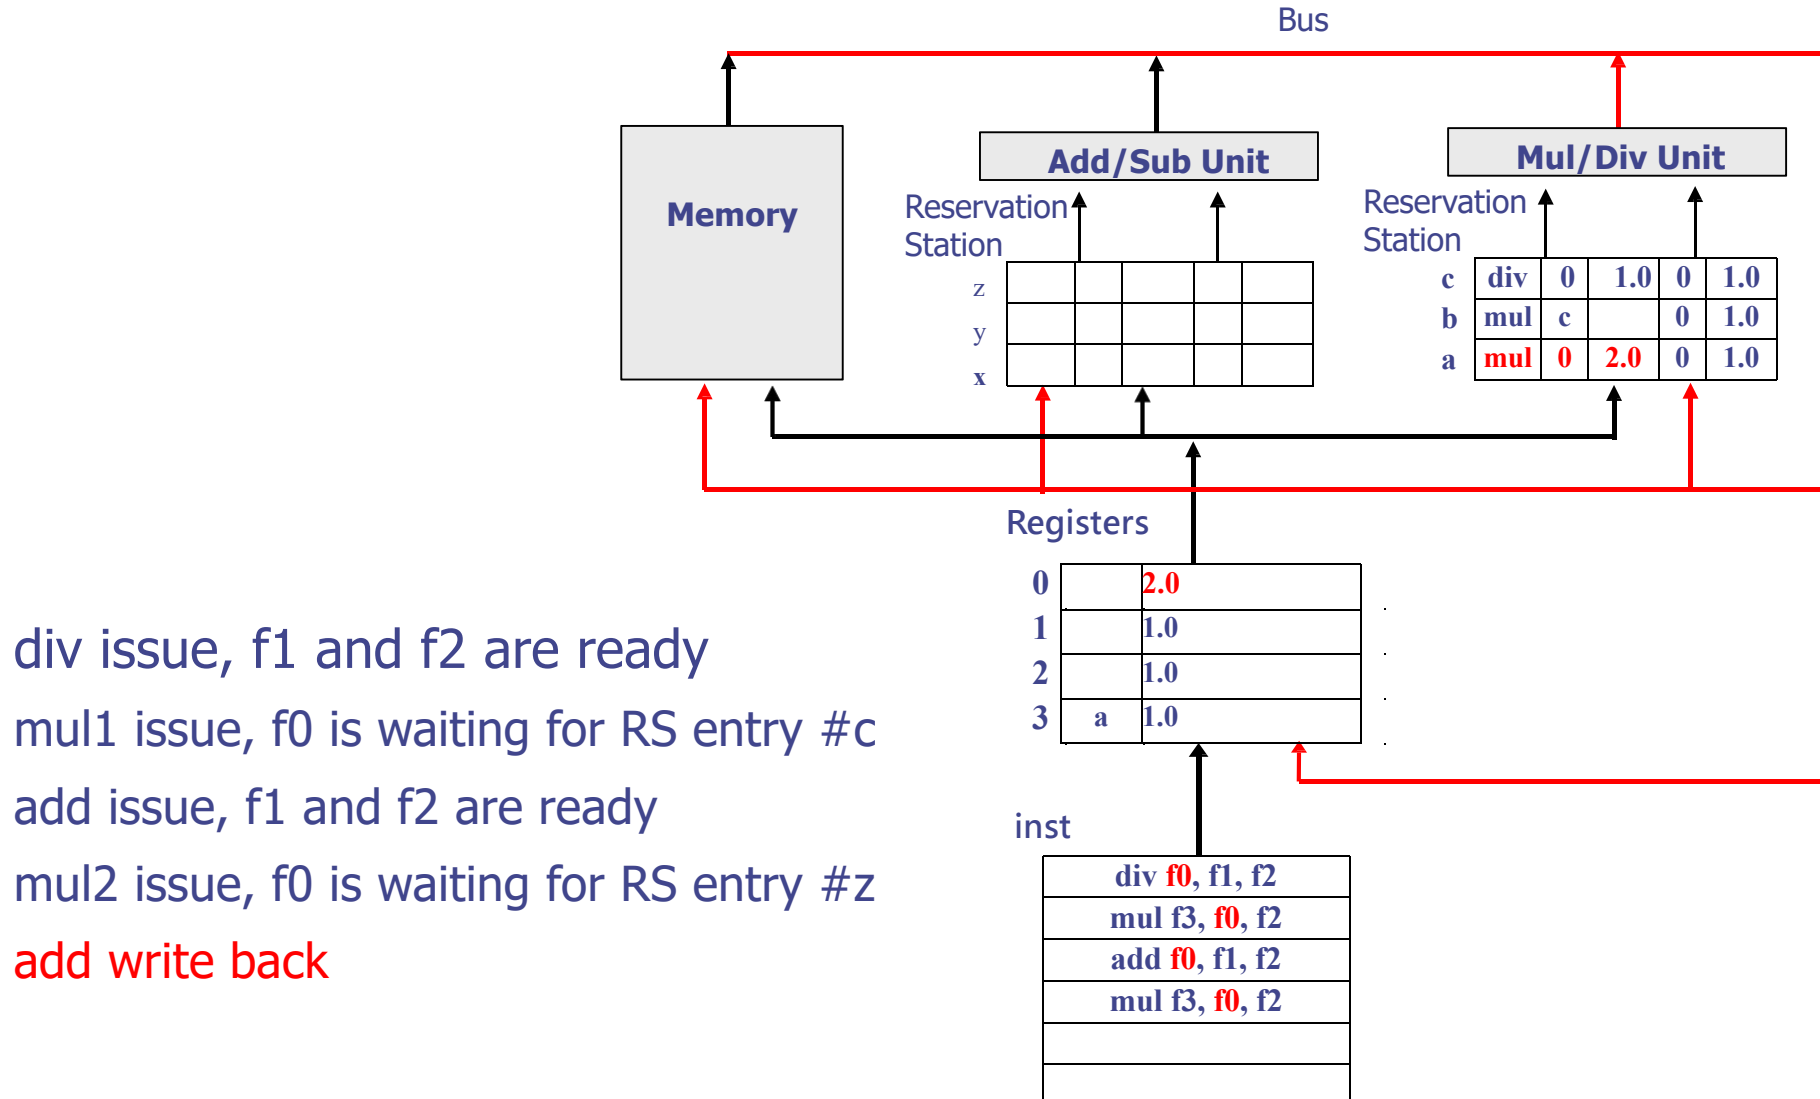 Bus
Memory
Add/Sub Unit
Mul/Div Unit
Reservation
Station
Reservation
Station
z
y
x
c div 0 1.0 0 1.0
b mul c 0 1.0
a mul 0 2.0 0 1.0
Registers
0 2.0
1 1.0
2 1.0
3 a 1.0
div issue, f1 and f2 are ready
mul1 issue, f0 is waiting for RS entry #c
add issue, f1 and f2 are ready
mul2 issue, f0 is waiting for RS entry #z
add write back
inst
div f0, f1, f2
mul f3, f0, f2
add f0, f1, f2
mul f3, f0, f2